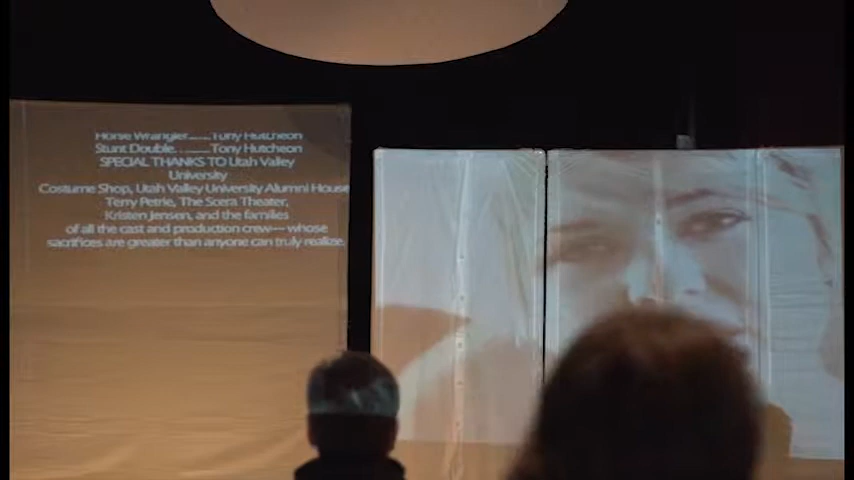 Horse Wrangler......Tony Hutcheon
Stunt Double.........Tony Hutcheon
SPECIAL THANKS TO Utah Valley
University
Costume Shop, Utah Valley University Alumni House
Terry Petrie, The Scera Theater,
Kristen Jensen, and the families
of all the cast and production crew— whose
sacrifices are greater than anyone can truly realize.